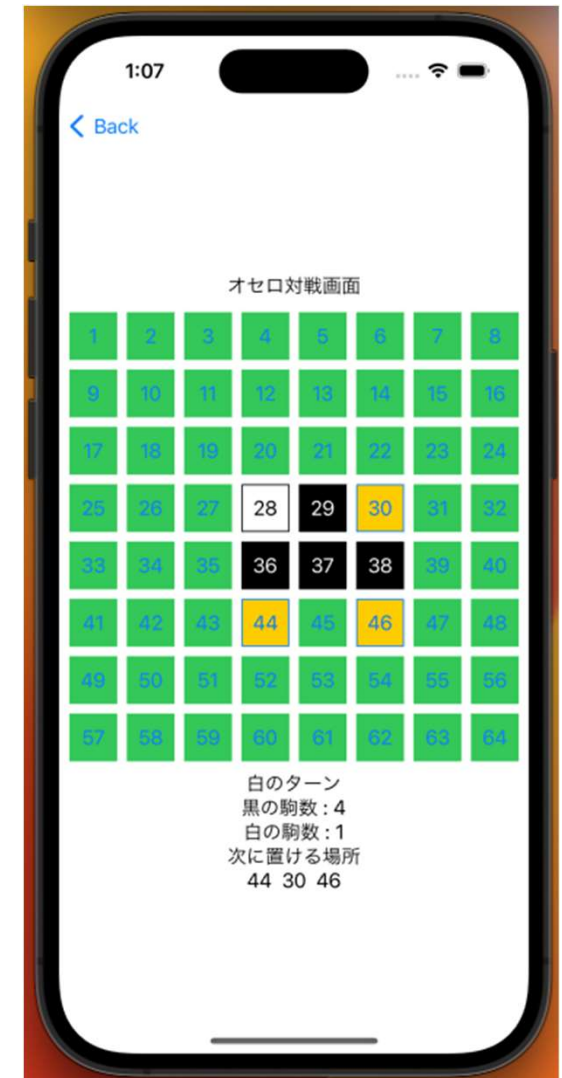 1:07
Back
オセロ対戦画面
1 2 3 4 5 6 7 8
9 10 11 12 13 14 15 16
17 18 19 20 21 22 23 24
25 26 27 28 29 30 31 32
33 34 35 36 37 38 39 40
41 42 43 44 45 46 47 48
49 50 51 52 53 54 55 56
57 58 59 60 61 62 63 64
白のターン
黒の駒数 : 4
白の駒数 : 1
次に置ける場所
44 30 46